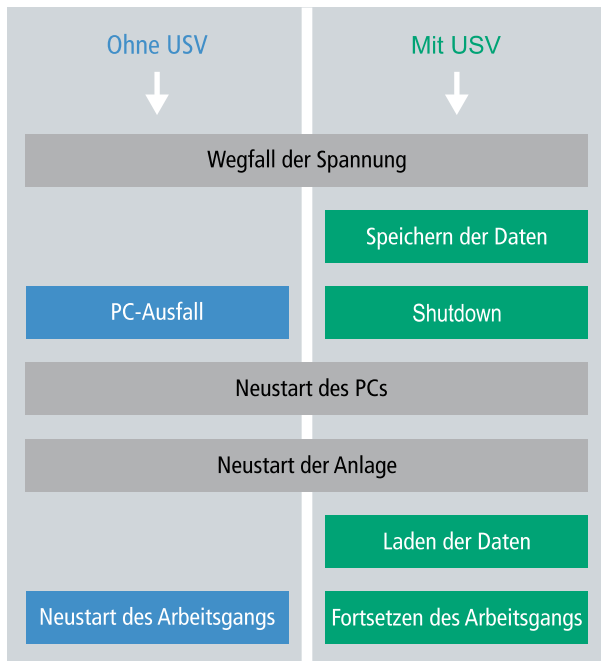 Ohne USV
Mit USV
Wegfall der Spannung
Speichern der Daten
PC-Ausfall
Shutdown
Neustart des PCs
Neustart der Anlage
Laden der Daten
Neustart des Arbeitsgangs
Fortsetzen des Arbeitsgangs